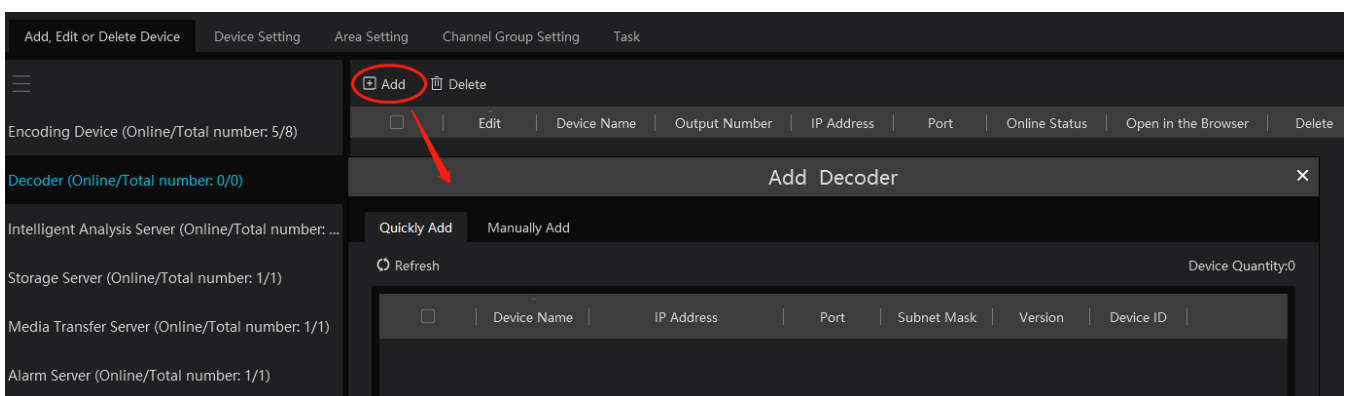 Add, Edit or Delete Device Device Setting Area Setting Channel Group Setting Task
Add Delete
Encoding Device (Online/Total number: 5/8)
Edit Device Name Output Number IP Address Port Online Status Open in the Browser Delete
Decoder (Online/Total number: 0/0)
Add Decoder
Intelligent Analysis Server (Online/Total number: ...
Quickly Add Manually Add
Refresh Device Quantity:0
Storage Server (Online/Total number: 1/1)
Device Name IP Address Port Subnet Mask Version Device ID
Media Transfer Server (Online/Total number: 1/1)
Alarm Server (Online/Total number: 1/1)